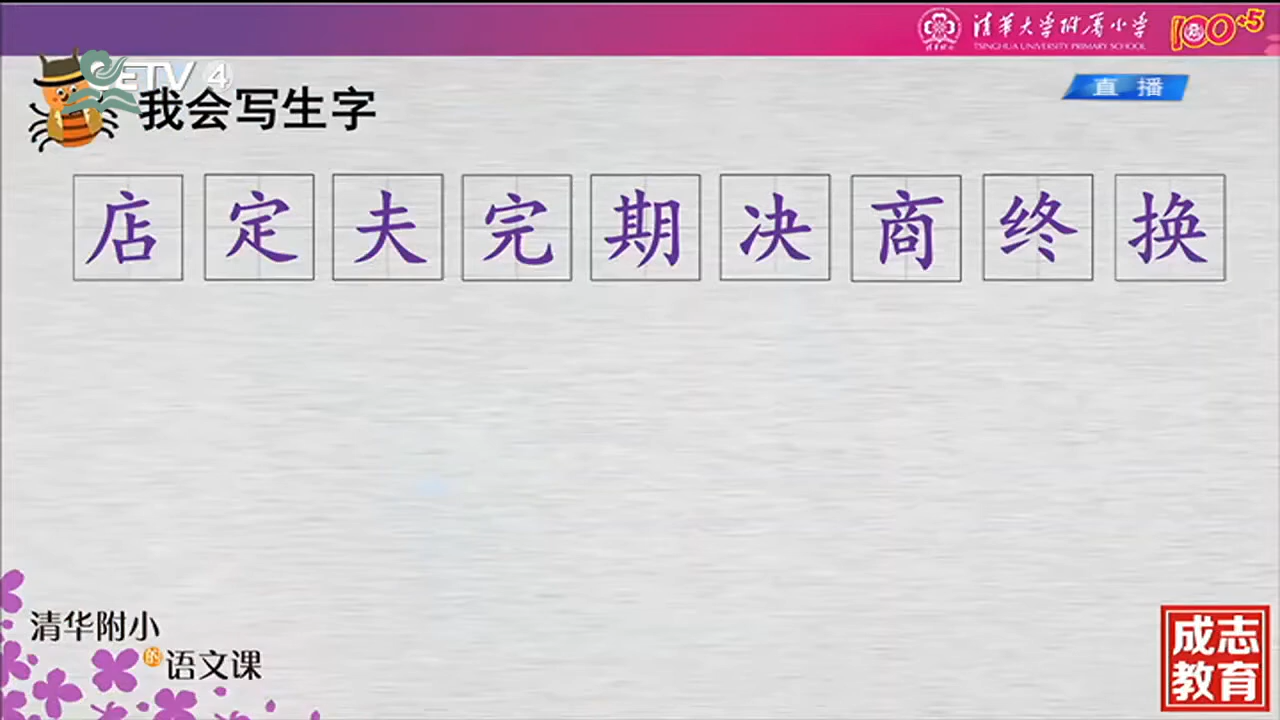 清华大学附属小学
TSINGHUA UNIVERSITY PRIMARY SCHOOL
100+5
CETV 4
直播
我会写生字
店 定 夫 完 期 决 商 终 换
清华附小
的语文课
成志
教育